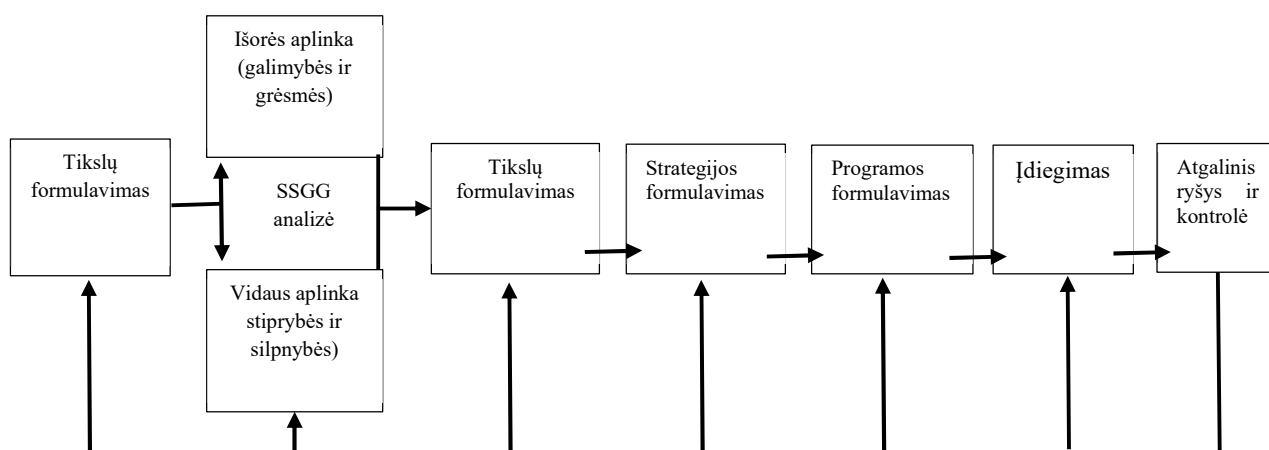 Tikslų
formulavimas
Išorės aplinka
(galimybės ir
grėsmės)
SSGG
analizė
Vidaus aplinka
stiprybės ir
silpnybės)
Tikslų
formulavimas
Strategijos
formulavimas
Programos
formulavimas
Įdiegimas
Atgalinis
ryšys ir
kontrolė